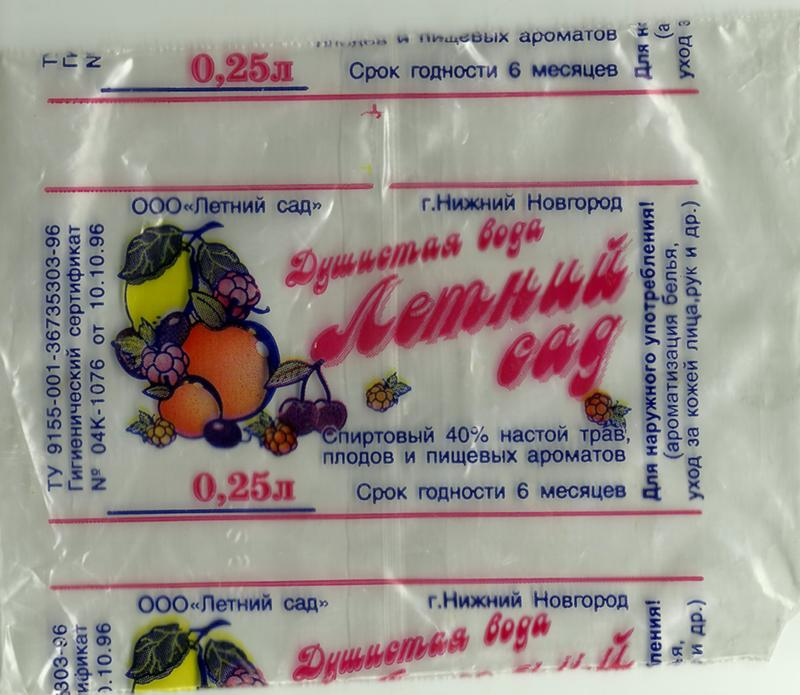 плодов и пищевых ароматов
0,25л
Срок годности 6 месяцев
ООО«Летний сад»
г.Нижний Новгород
ТУ 9155-001-36735303-96
Гигиенический сертификат
№ 04К-1076 от 10.10.96
Душистая вода
Летний
сад
Спиртовый 40% настой трав,
плодов и пищевых ароматов
0,25л
Срок годности 6 месяцев
Для наружного употребления!
(ароматизация белья,
уход за кожей лица,рук и др.)
ООО«Летний сад»
г.Нижний Новгород
Душистая вода